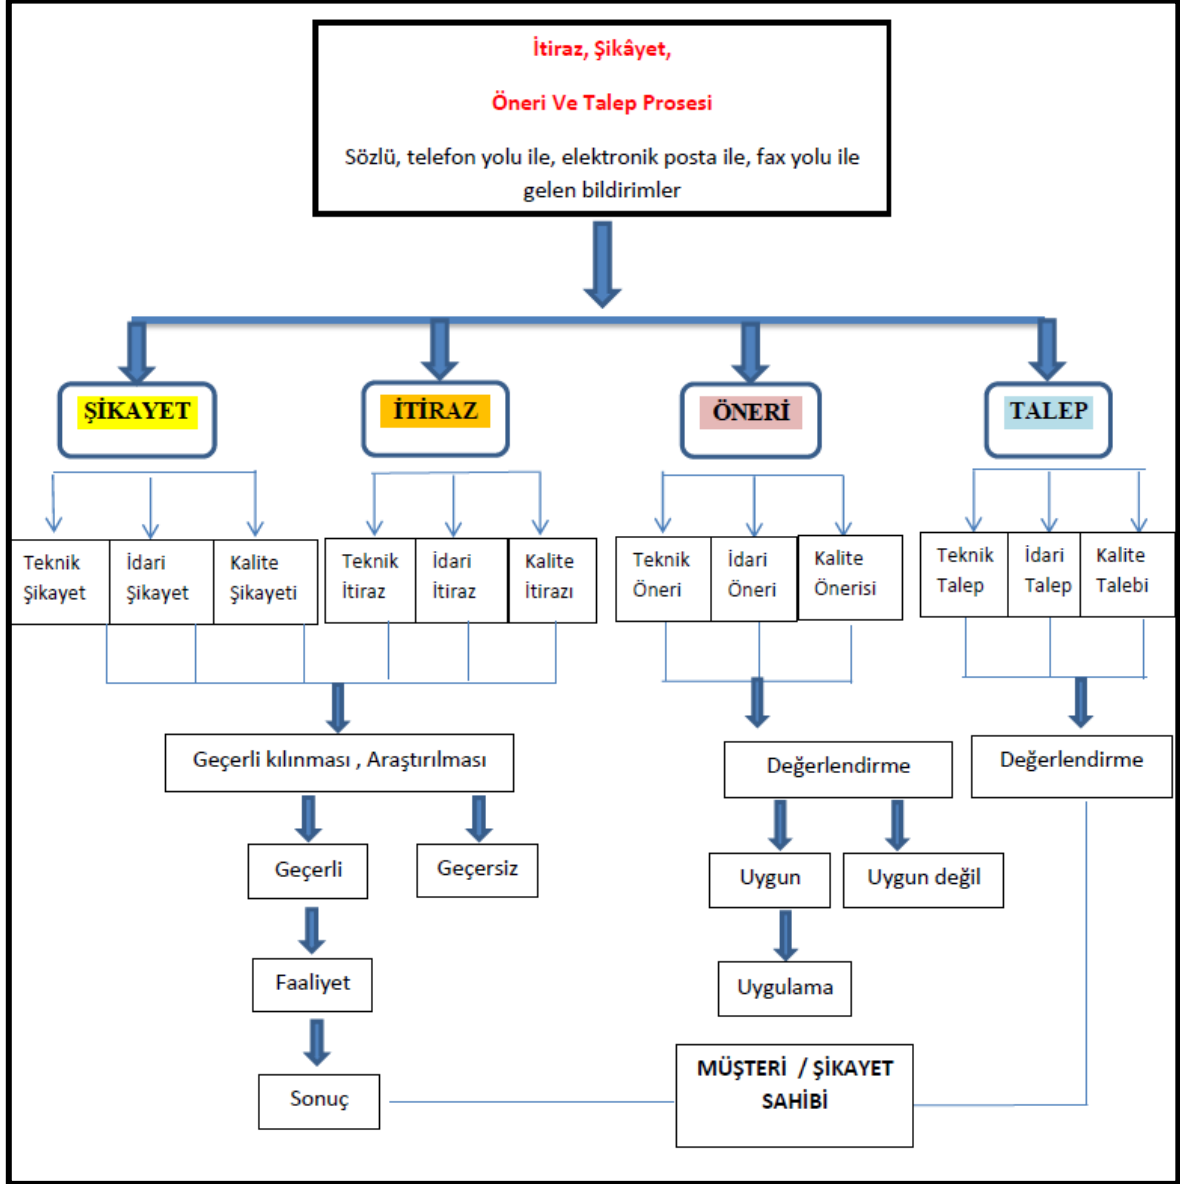 İtiraz, Şikâyet,
Öneri Ve Talep Prosesi
Sözlü, telefon yolu ile, elektronik posta ile, fax yolu ile
gelen bildirimler
ŞİKAYET
İTİRAZ
ÖNERİ
TALEP
Teknik
Şikayet
İdari
Şikayet
Kalite
Şikayeti
Teknik
İtiraz
İdari
İtiraz
Kalite
İtirazı
Teknik
Öneri
İdari
Öneri
Kalite
Önerisi
Teknik
Talep
İdari
Talep
Kalite
Talebi
Geçerli kılınması , Araştırılması
Değerlendirme
Değerlendirme
Geçerli
Geçersiz
Uygun
Uygun değil
Faaliyet
Uygulama
Sonuç
MÜŞTERİ / ŞİKAYET
SAHİBİ